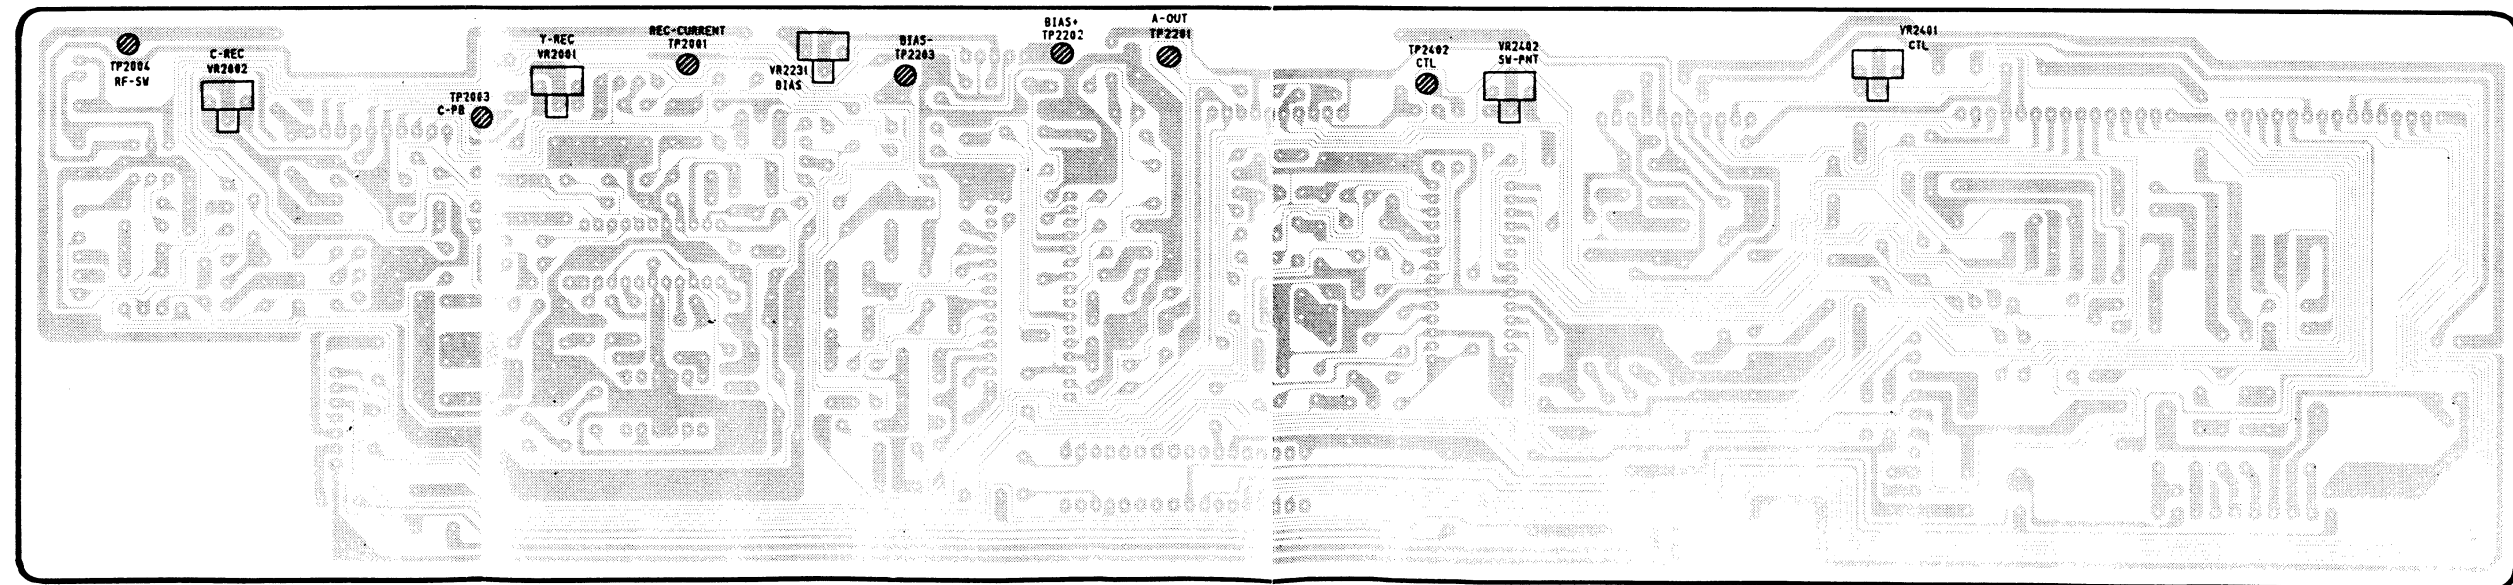 TP2004
RF-SW
C-REC
VR2002
TP2003
C-PB
Y-REC
VR2001
REC-CURRENT
TP2001
VR2231
BIAS
BIAS-
TP2203
BIAS+
TP2202
A-OUT
TP2201
TP2402
CTL
VR2402
SW-PNT
VR2401
CTL